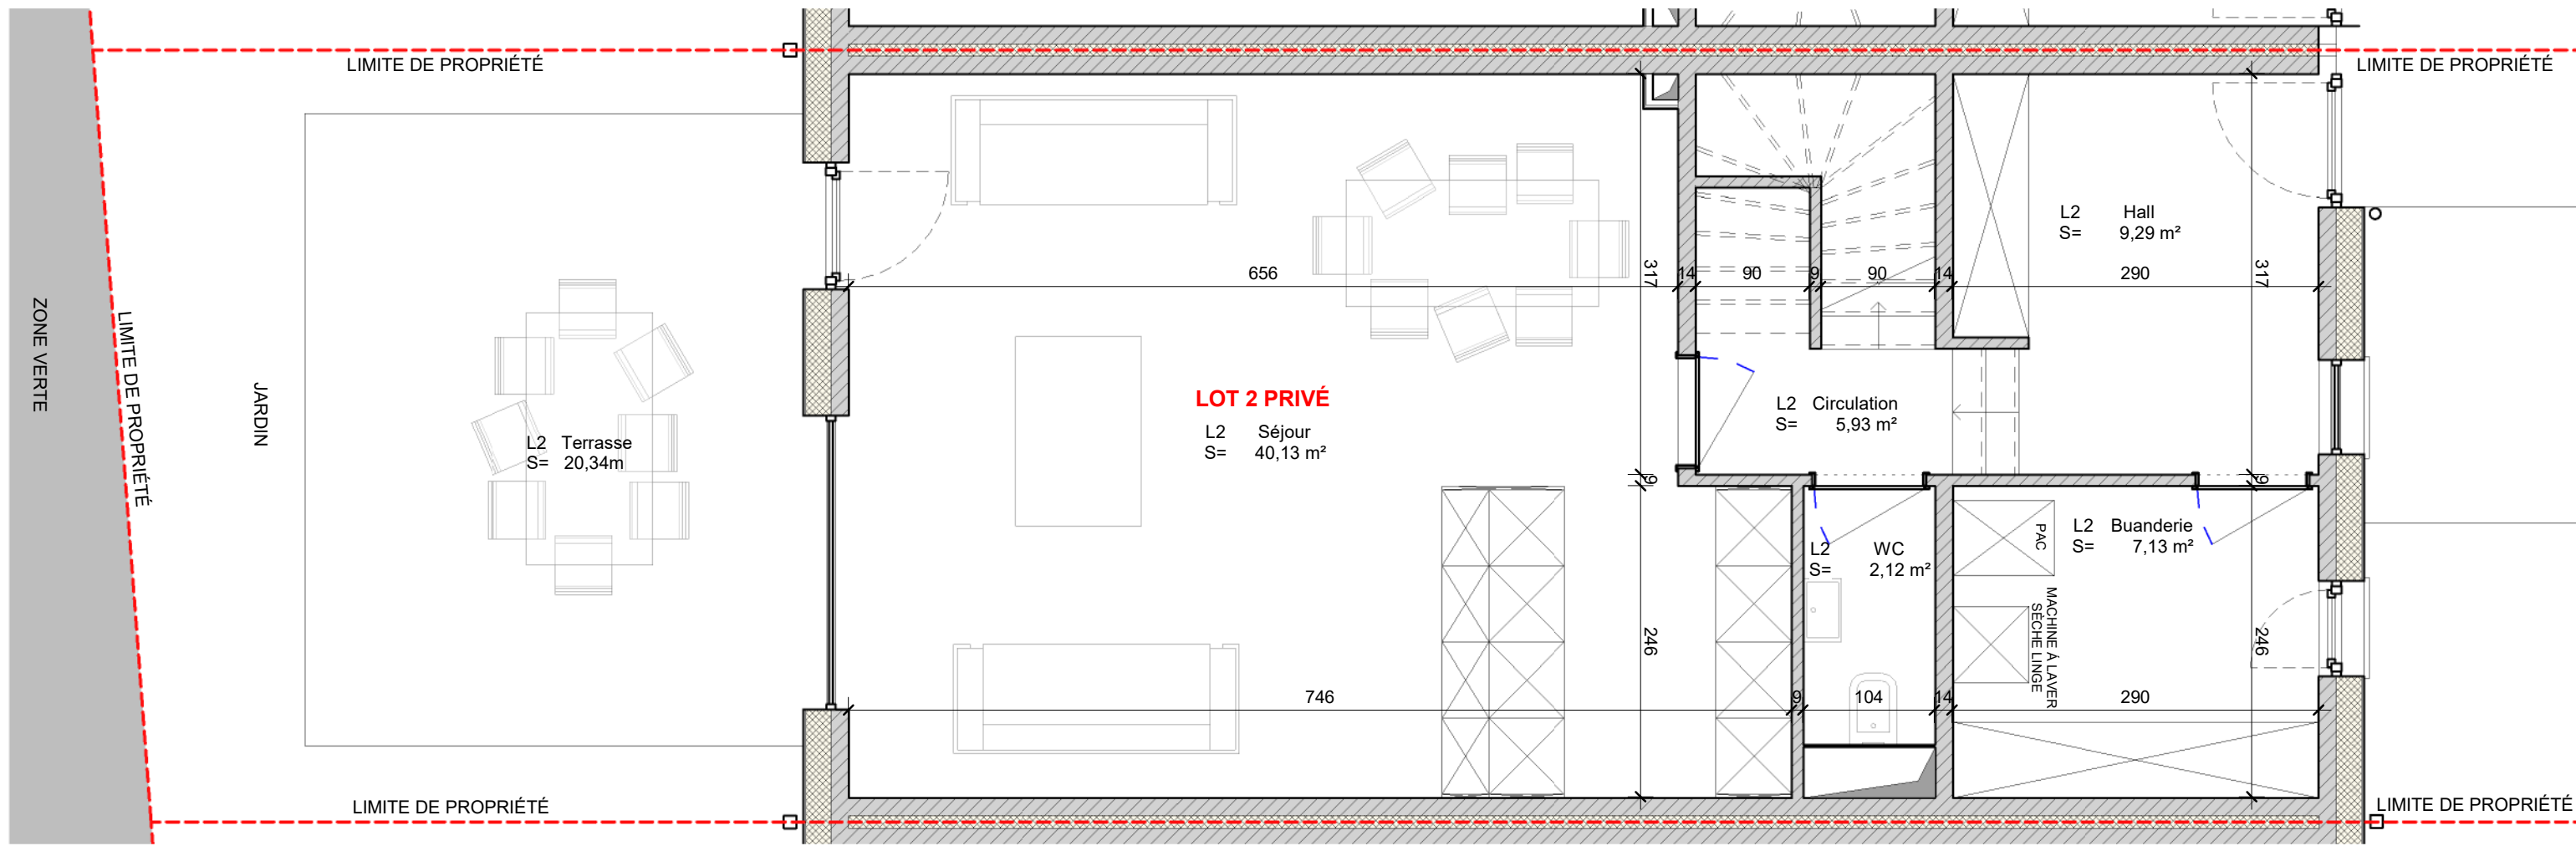 LIMITE DE PROPRIÉTÉ
LIMITE DE PROPRIÉTÉ
ZONE VERTE
LIMITE DE PROPRIÉTÉ
JARDIN
L2 Terrasse
S= 20,34m
LOT 2 PRIVÉ
L2 Séjour
S= 40,13 m²
L2 Hall
S= 9,29 m²
656
317
14
90
9
90
14
290
317
L2 Circulation
S= 5,93 m²
9
9
L2 WC
S= 2,12 m²
PAC
L2 Buanderie
S= 7,13 m²
MACHINE À LAVER
SÈCHE LINGE
246
246
746
9
104
14
290
LIMITE DE PROPRIÉTÉ
LIMITE DE PROPRIÉTÉ